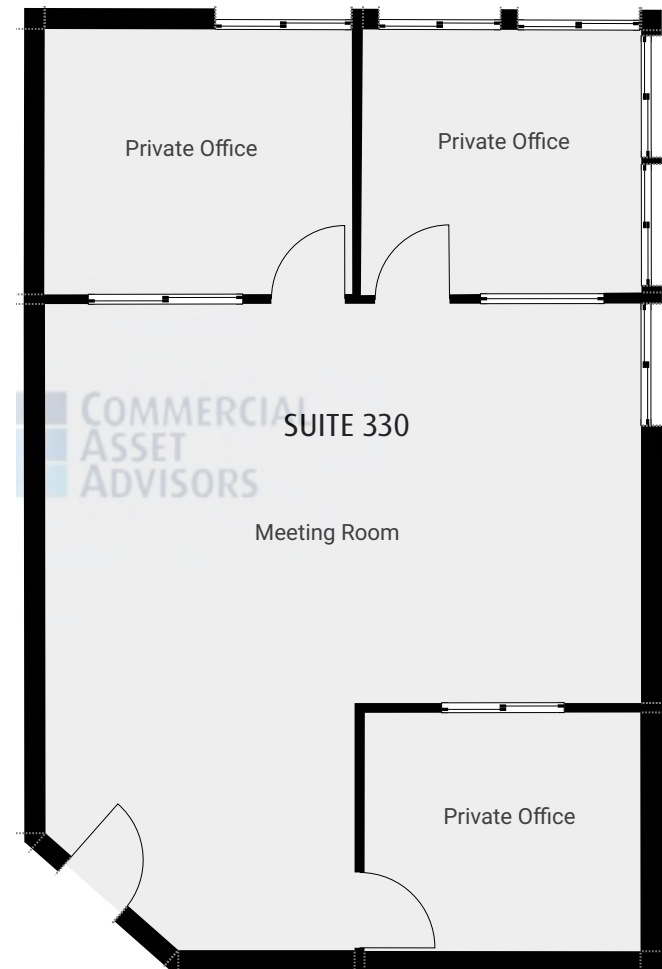 Private Office
Private Office
COMMERCIAL
ASSET
ADVISORS
SUITE 330
Meeting Room
Private Office